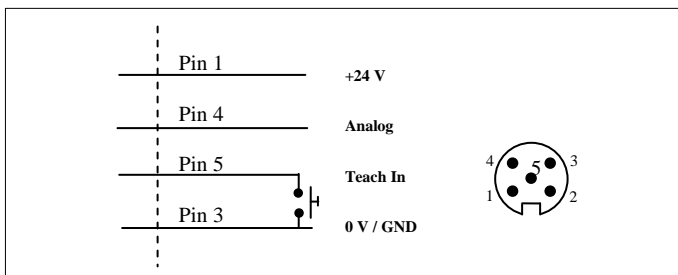 Pin 1
+24 V
Pin 4
Analog
Pin 5
Teach In
Pin 3
0 V / GND
4 5 3
1 2